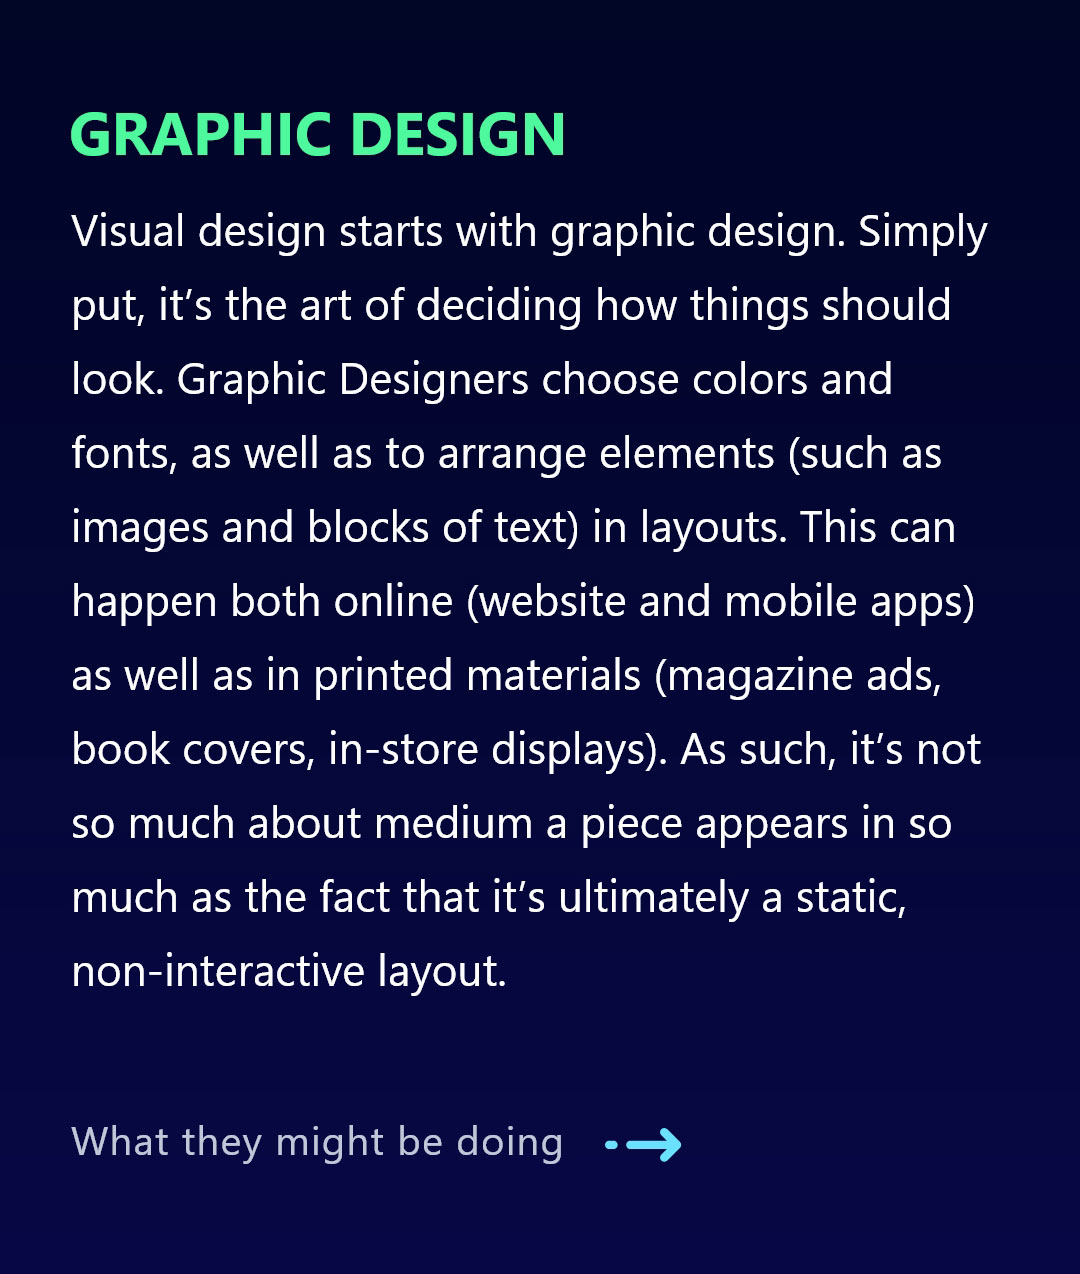 GRAPHIC DESIGN
Visual design starts with graphic design. Simply
put, it’s the art of deciding how things should
look. Graphic Designers choose colors and
fonts, as well as to arrange elements (such as
images and blocks of text) in layouts. This can
happen both online (website and mobile apps)
as well as in printed materials (magazine ads,
book covers, in-store displays). As such, it’s not
so much about medium a piece appears in so
much as the fact that it’s ultimately a static,
non-interactive layout.
What they might be doing